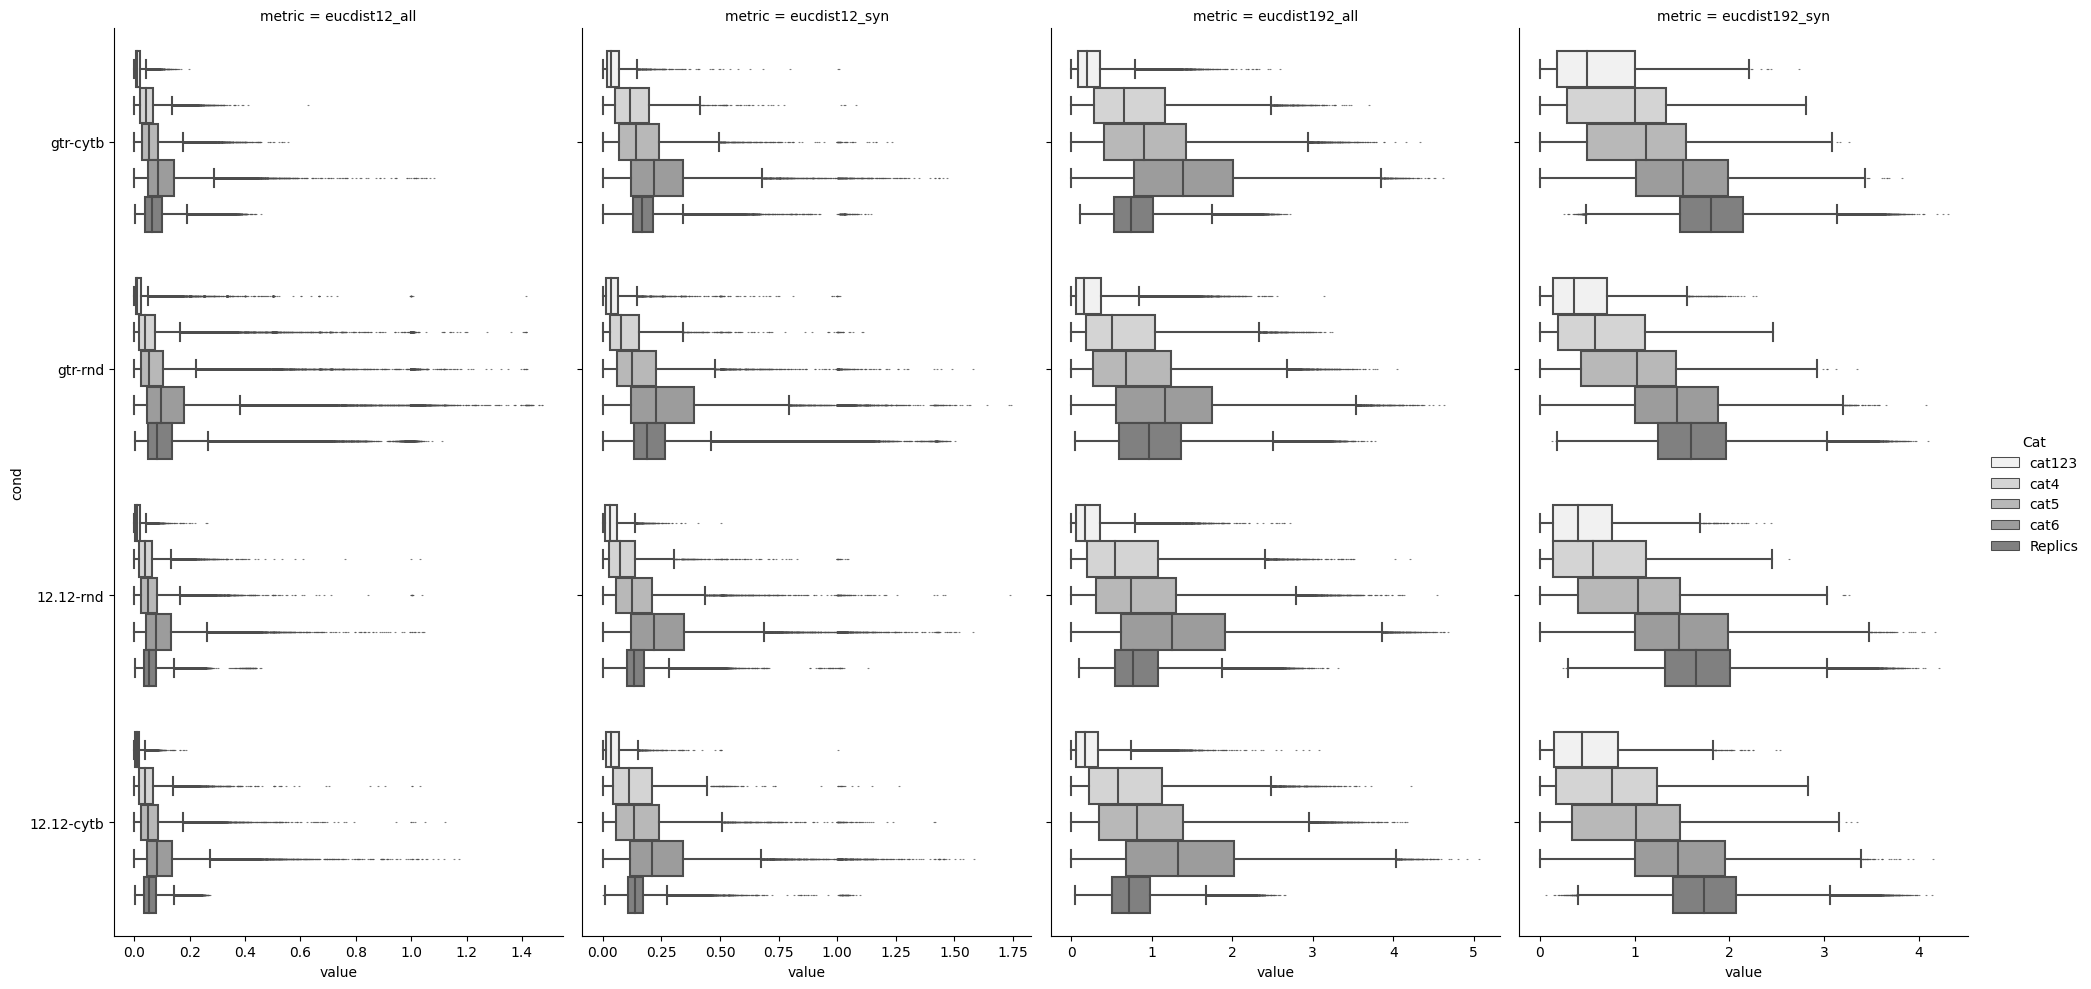 metric = eucdist12_all
metric = eucdist12_syn
metric = eucdist192_all
metric = eucdist192_syn
cond
gtr-cytb
gtr-rnd
12.12-rnd
12.12-cytb
0.0 0.2 0.4 0.6 0.8 1.0 1.2 1.4
value
0.00 0.25 0.50 0.75 1.00 1.25 1.50 1.75
value
0 1 2 3 4 5
value
0 1 2 3 4
value
Cat
cat123
cat4
cat5
cat6
Replics